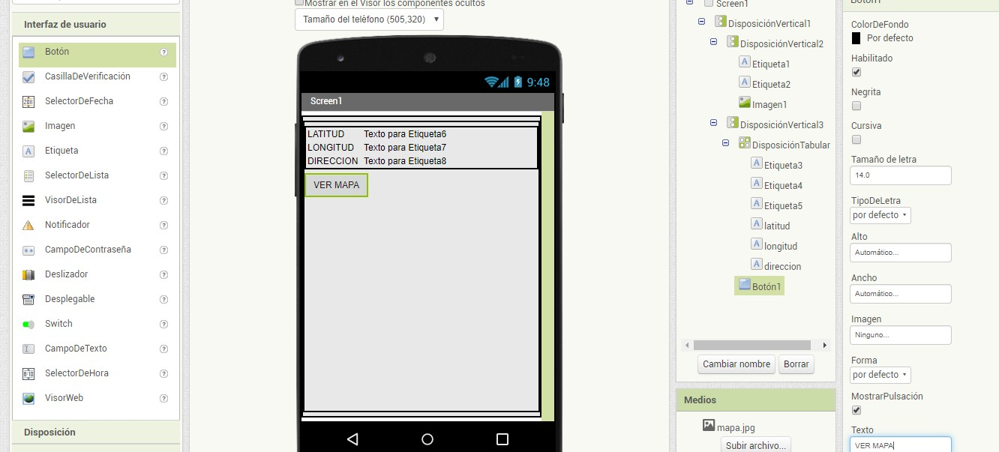 Interfaz de usuario
Botón ?
CasillaDeVerificación ?
SelectorDeFecha ?
Imagen ?
Etiqueta ?
SelectorDeLista ?
VisorDeLista ?
Notificador ?
CampoDeContraseña ?
Deslizador ?
Desplegable ?
Switch ?
CampoDeTexto ?
SelectorDeHora ?
VisorWeb ?
Disposición
Mostrar en el Visor los componentes ocultos
Tamaño del teléfono (505,320)
9:48
Screen1
LATITUD Texto para Etiqueta6
LONGITUD Texto para Etiqueta7
DIRECCION Texto para Etiqueta8
VER MAPA
Screen1
DisposiciónVertical1
DisposiciónVertical2
Etiqueta1
Etiqueta2
Imagen1
DisposiciónVertical3
DisposiciónTabular
Etiqueta3
Etiqueta4
Etiqueta5
latitud
longitud
direccion
Botón1
Cambiar nombre Borrar
Medios
mapa.jpg
Subir archivo...
Botón1
ColorDeFondo
Por defecto
Habilitado
Negrita
Cursiva
Tamaño de letra
14.0
TipoDeLetra
por defecto
Alto
Automático...
Ancho
Automático...
Imagen
Ninguno...
Forma
por defecto
MostrarPulsación
Texto
VER MAPA